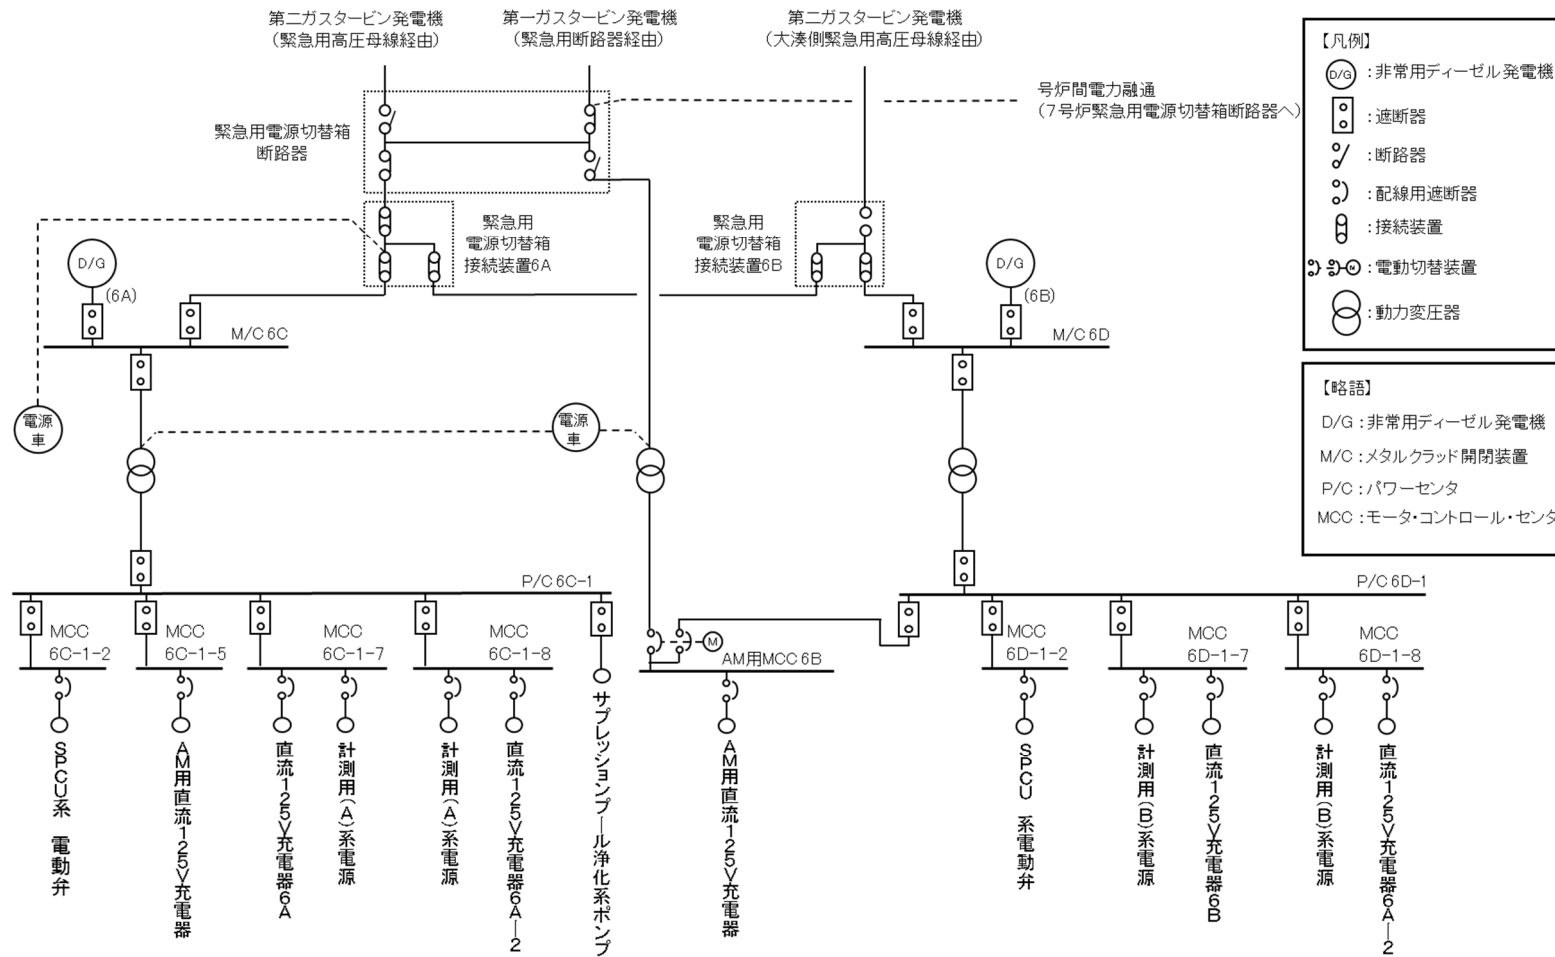 第二ガスタービン発電機
(緊急用高圧母線経由)
第一ガスタービン発電機
(緊急用断路器経由)
第二ガスタービン発電機
(大湊側緊急用高圧母線経由)
号炉間電力融通
(7号炉緊急用電源切替箱断路器へ)
緊急用電源切替箱
断路器
緊急用
電源切替箱
接続装置6A
緊急用
電源切替箱
接続装置6B
D/G
(6A)
M/C 6C
D/G
(6B)
M/C 6D
電源
車
電源
車
P/C 6C-1
P/C 6D-1
MCC
6C-1-2
MCC
6C-1-5
MCC
6C-1-7
MCC
6C-1-8
M
AM用MCC 6B
MCC
6D-1-2
MCC
6D-1-7
MCC
6D-1-8
SPCU系 電動弁
AM用直流125V充電器
直流125V充電器6A
計測用(A)系電源
計測用(A)系電源
直流125V充電器6A-2
サプレッションプール浄化系ポンプ
AM用直流125V充電器
SPCU 系電動弁
計測用(B)系電源
直流125V充電器6B
計測用(B)系電源
直流125V充電器6A-2
【凡例】
D/G :非常用ディーゼル発電機
:遮断器
:断路器
:配線用遮断器
:接続装置
M :電動切替装置
:動力変圧器
【略語】
D/G:非常用ディーゼル発電機
M/C:メタルクラッド開閉装置
P/C:パワーセンタ
MCC:モータ・コントロール・センタ